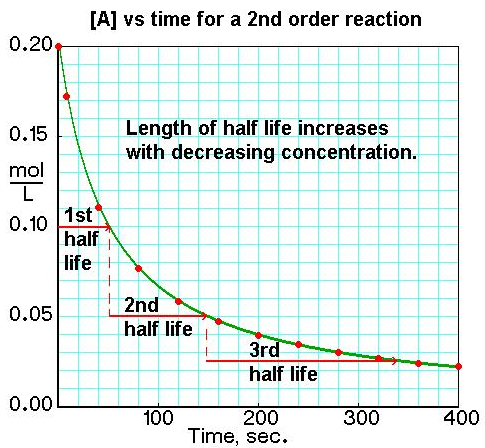 [A] vs time for a 2nd order reaction
0.20
0.15
mol
L
0.10
0.05
0.00
Length of half life increases
with decreasing concentration.
1st
half
life
2nd
half life
3rd
half life
100
200
300
400
Time, sec.